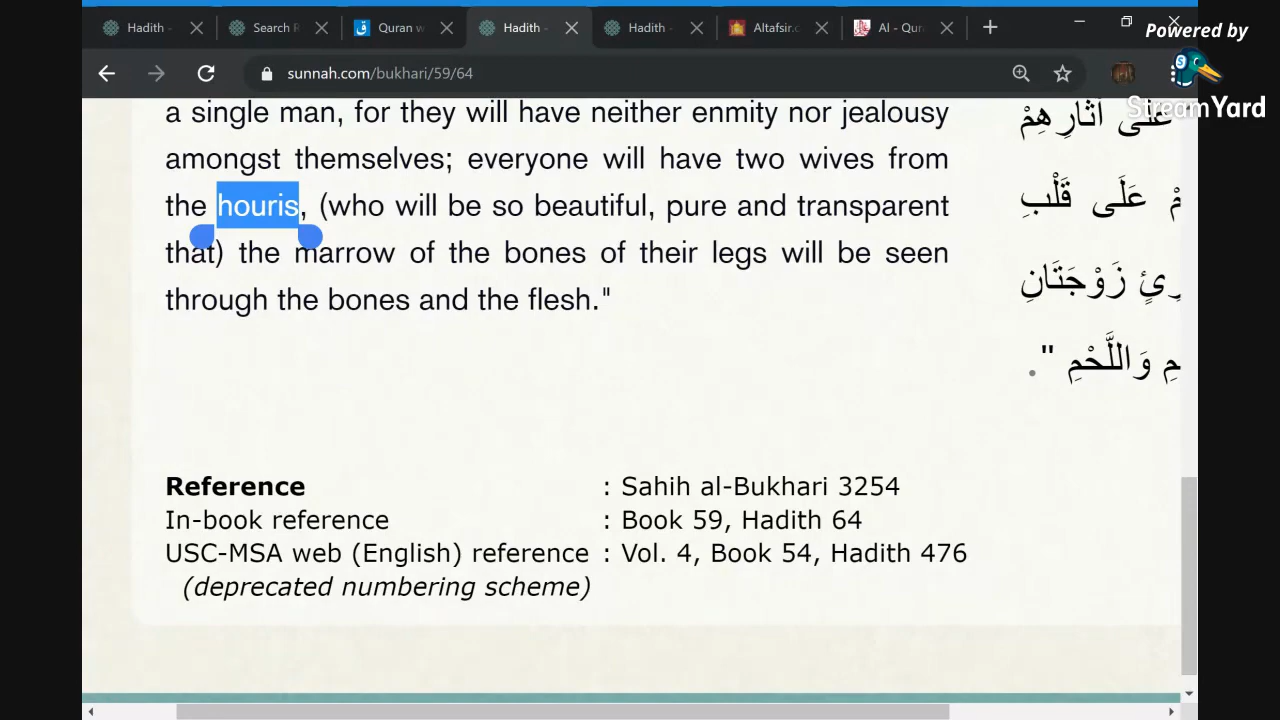 Hadith -
Search R
Quran w
Hadith -
Hadith -
Altafsir.c
Al - Qur
Powered by
sunnah.com/bukhari/59/64
StreamYard
a single man, for they will have neither enmity nor jealousy
amongst themselves; everyone will have two wives from
the houris, (who will be so beautiful, pure and transparent
that) the marrow of the bones of their legs will be seen
through the bones and the flesh."
عَلَى آثَارِهِمْ
عَلَى قَلْبِ
زَوْجَتَانِ
وَاللَّحْمِ " .
Reference : Sahih al-Bukhari 3254
In-book reference : Book 59, Hadith 64
USC-MSA web (English) reference : Vol. 4, Book 54, Hadith 476
(deprecated numbering scheme)